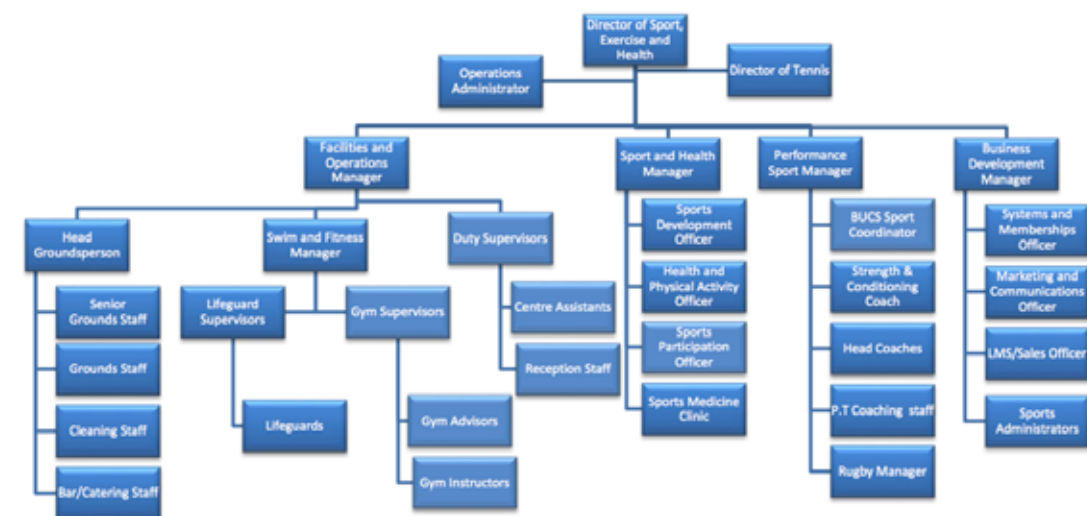 Director of Sport,
Exercise and
Health
Operations
Administrator
Director of Tennis
Facilities and
Operations
Manager
Sport and Health
Manager
Performance
Sport Manager
Business
Development
Manager
Head
Groundsperson
Swim and Fitness
Manager
Duty Supervisors
Sports
Development
Officer
BUCS Sport
Coordinator
Systems and
Memberships
Officer
Senior
Grounds Staff
Lifeguard
Supervisors
Gym Supervisors
Centre Assistants
Health and
Physical Activity
Officer
Strength &
Conditioning
Coach
Marketing and
Communications
Officer
Grounds Staff
Reception Staff
Sports
Participation
Officer
Head Coaches
LMS/Sales Officer
Cleaning Staff
Lifeguards
Gym Advisors
Sports Medicine
Clinic
P.T Coaching staff
Sports
Administrators
Bar/Catering Staff
Gym Instructors
Rugby Manager